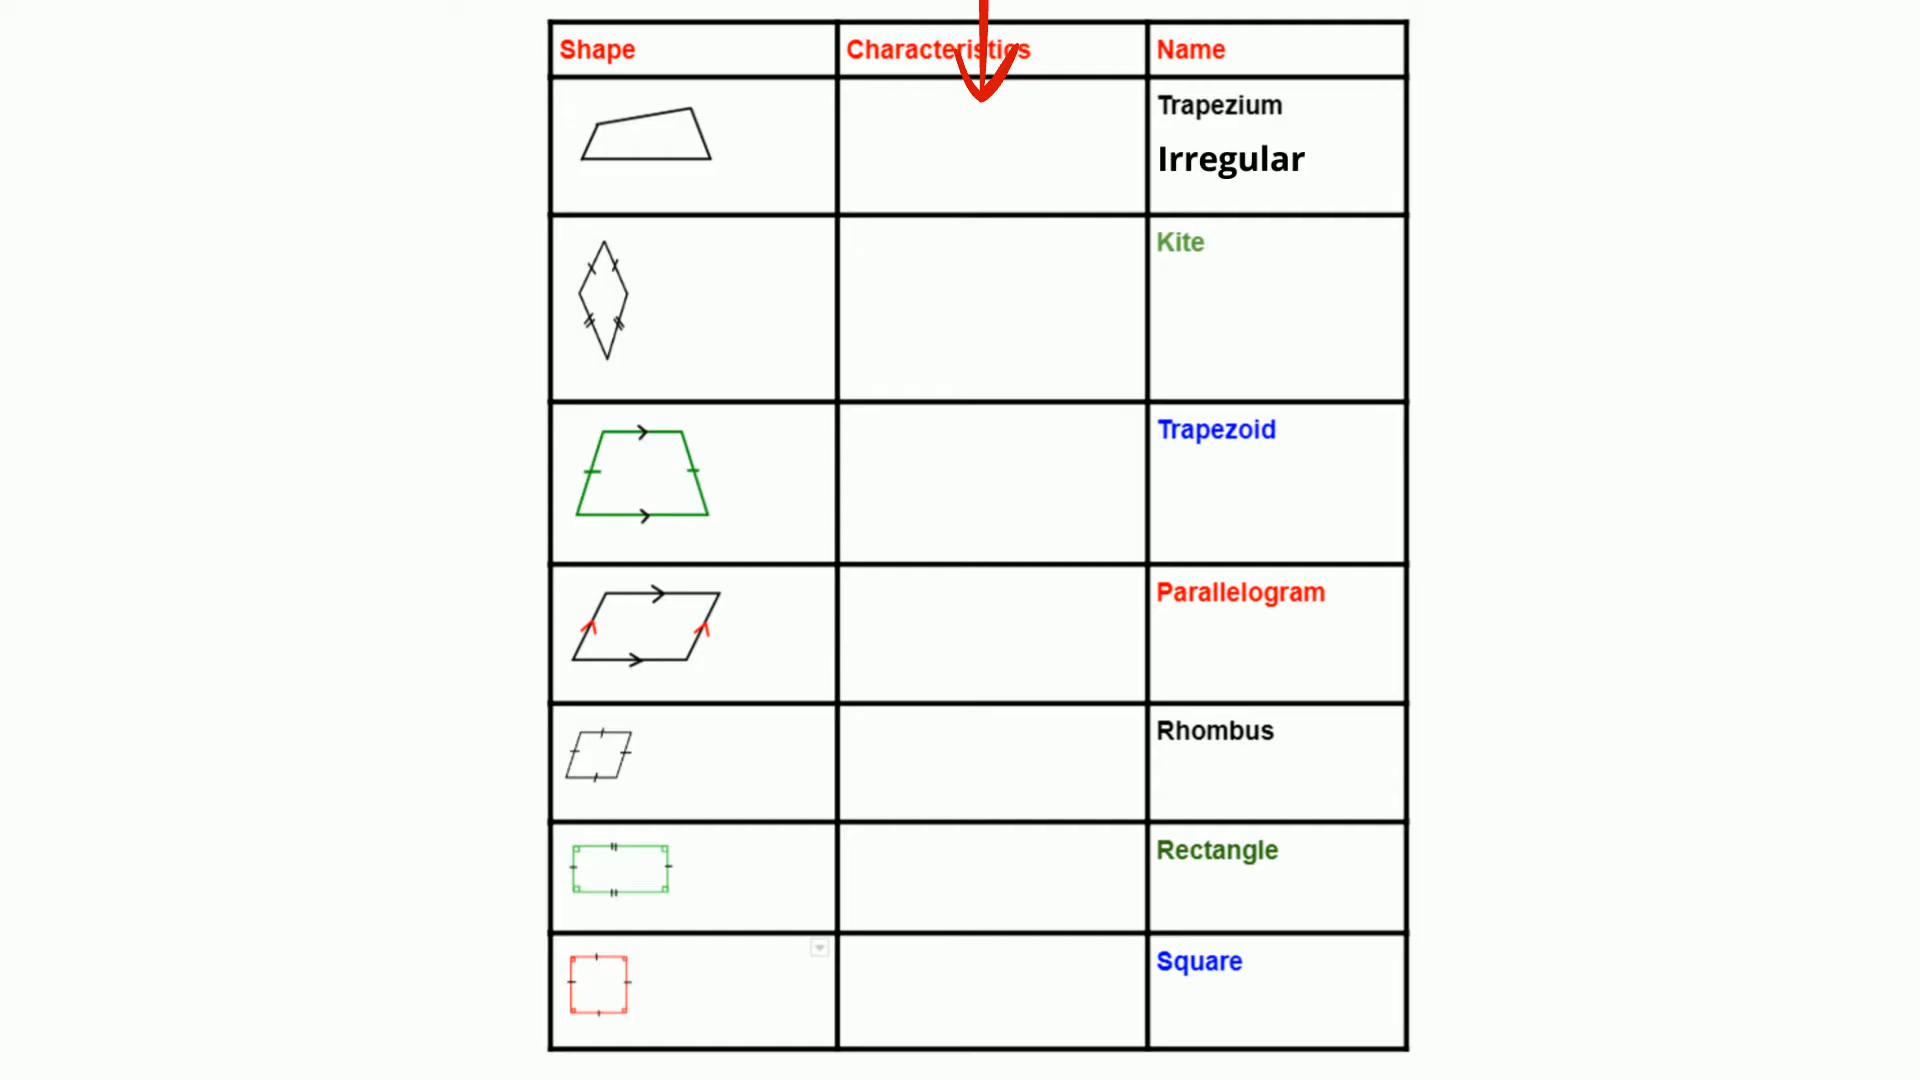 Shape Characteristics Name
Trapezium
Irregular
Kite
Trapezoid
Parallelogram
Rhombus
Rectangle
Square